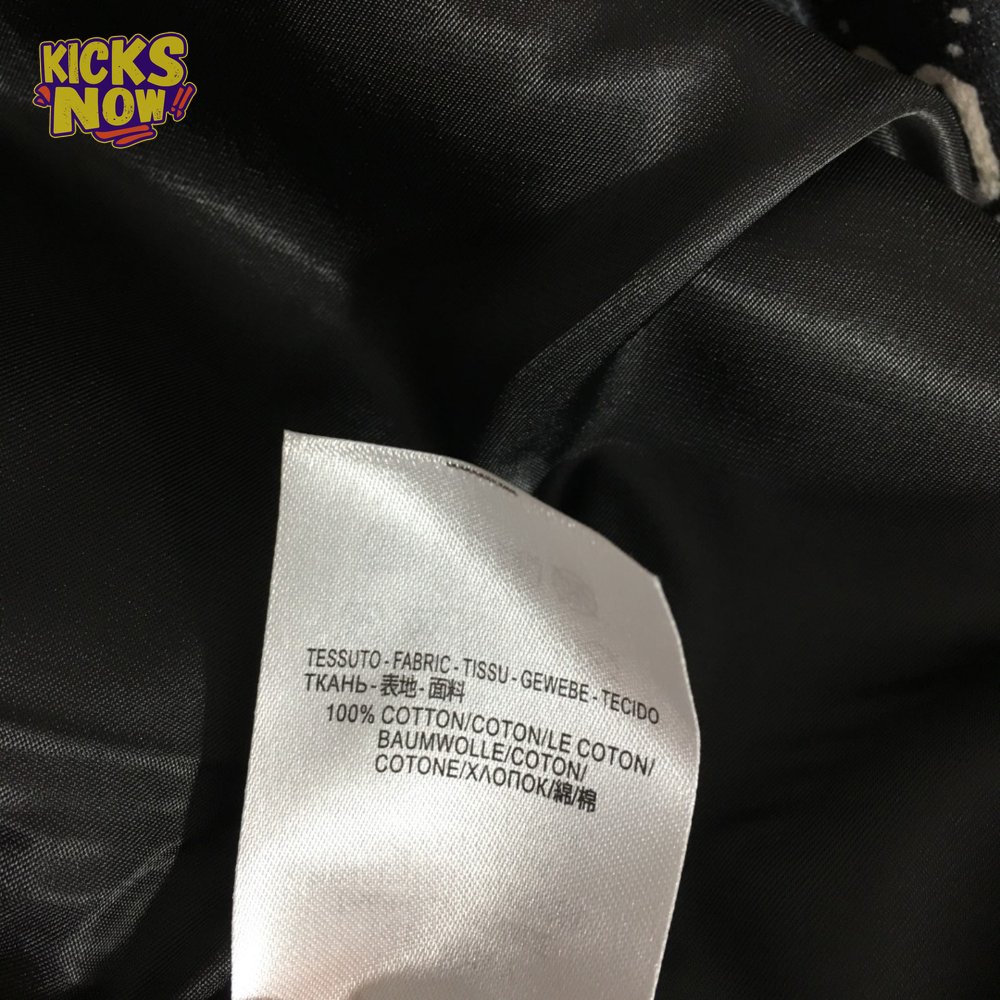 KICKS
NOW!!
TESSUTO - FABRIC - TISSU - GEWEBE - TECIDO
ТКАНЬ - 表地 - 面料
100% COTTON/COTON/LE COTON/
BAUMWOLLE/COTON/
COTONE/ХЛОПОК/綿/棉